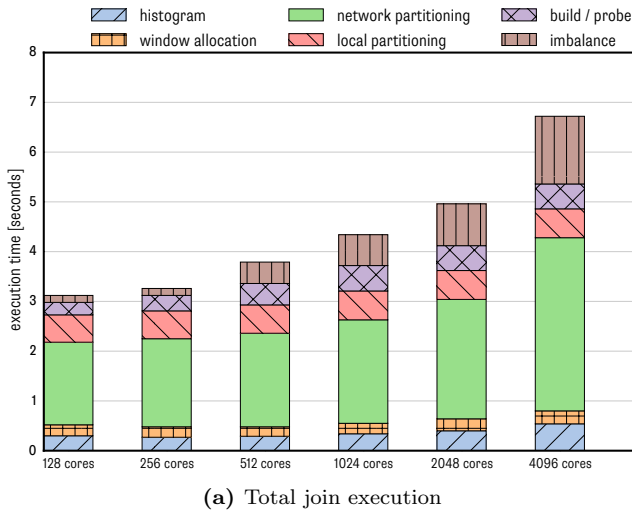 histogram network partitioning build / probe
window allocation local partitioning imbalance
8
7
6
5
4
3
2
1
0
execution time [seconds]
128 cores 256 cores 512 cores 1024 cores 2048 cores 4096 cores
(a) Total join execution